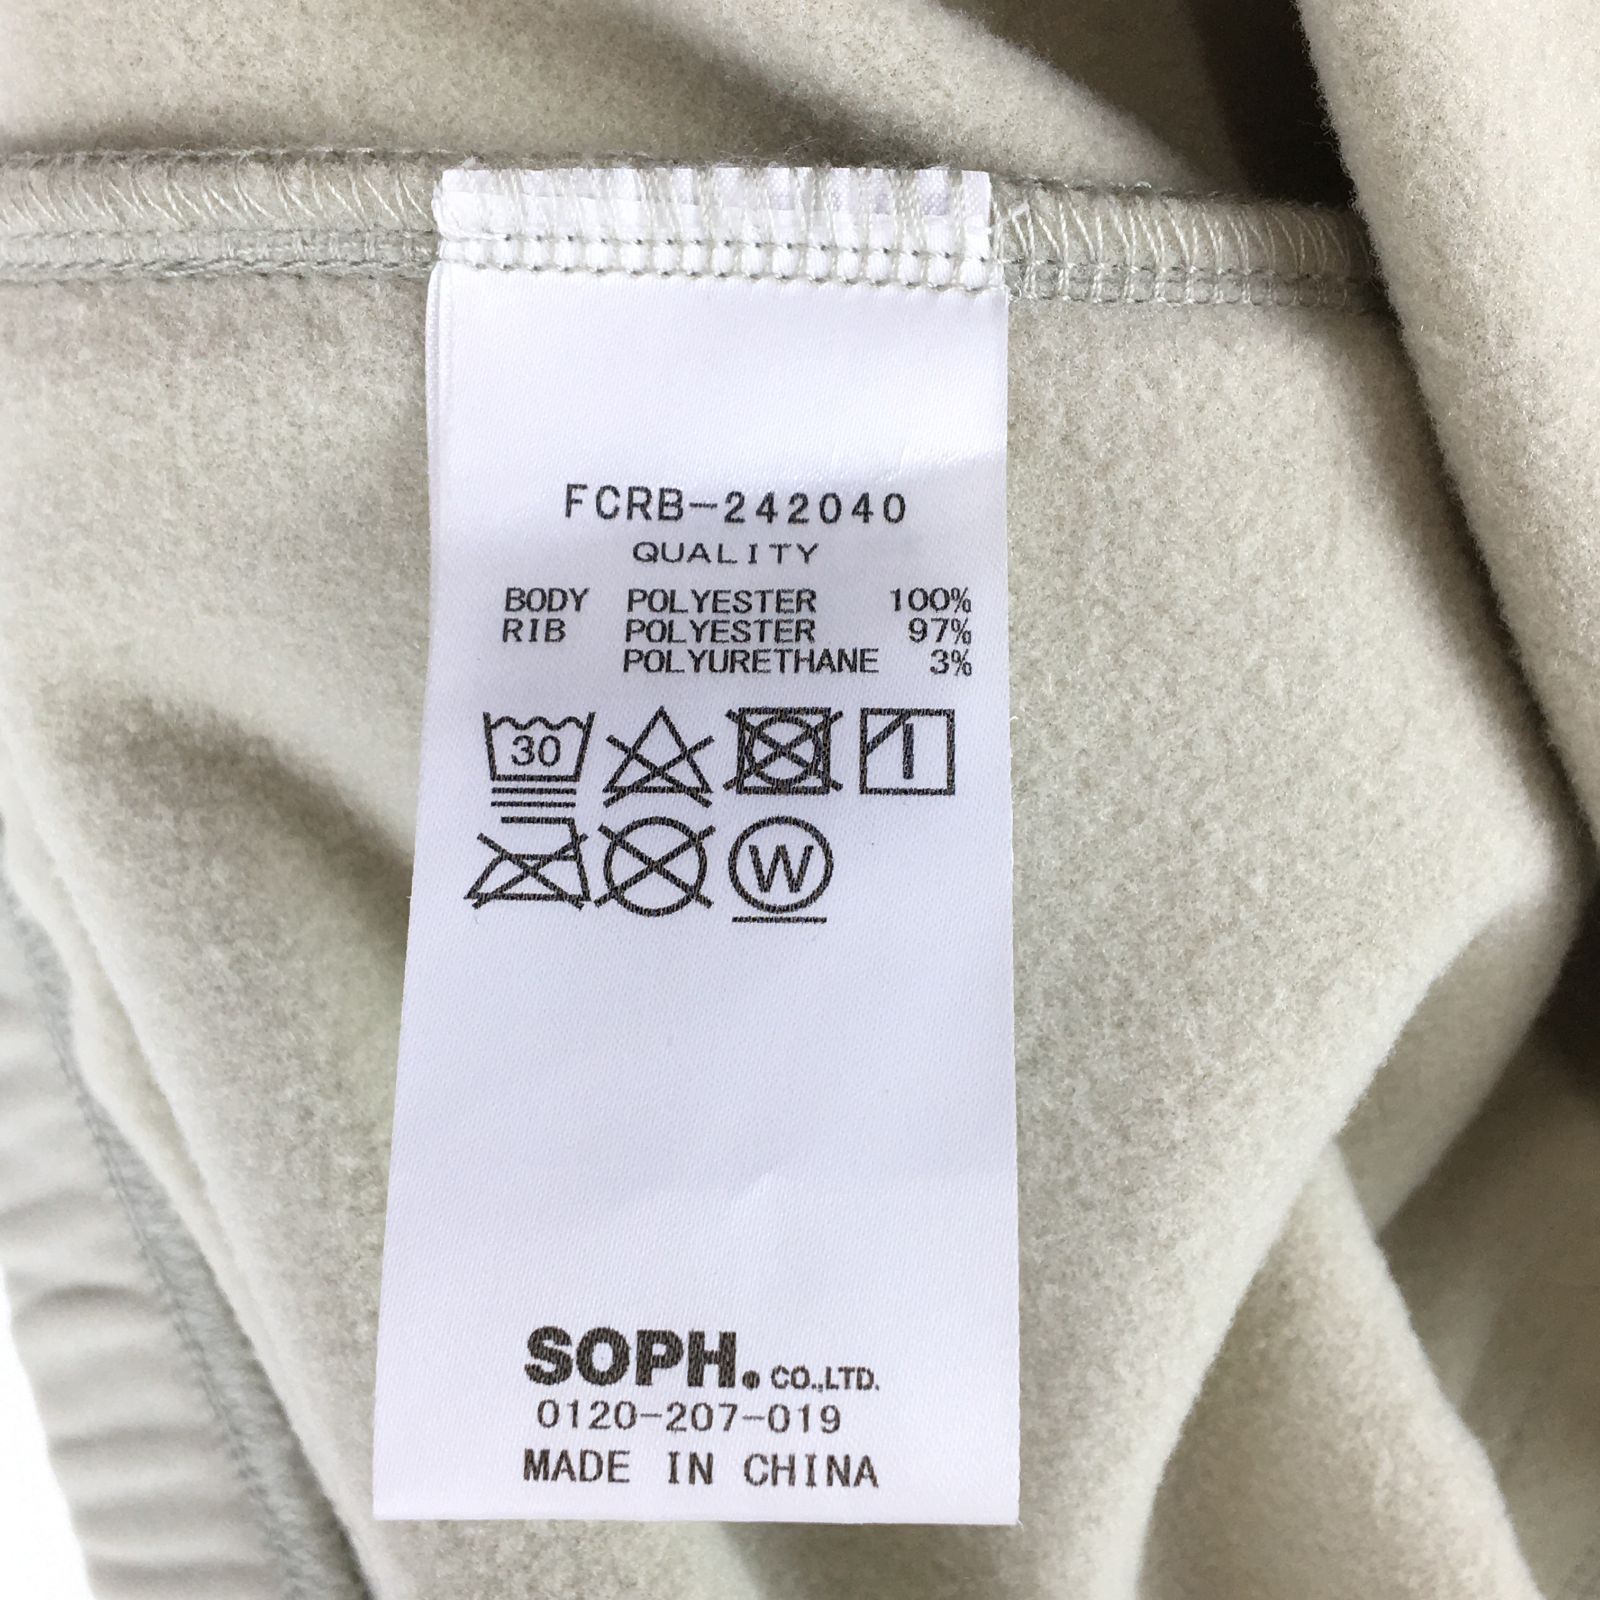 FCRB-242040
QUALITY
BODY POLYESTER 100%
RIB POLYESTER 97%
POLYURETHANE 3%
30
W
SOPH. CO.,LTD.
0120-207-019
MADE IN CHINA